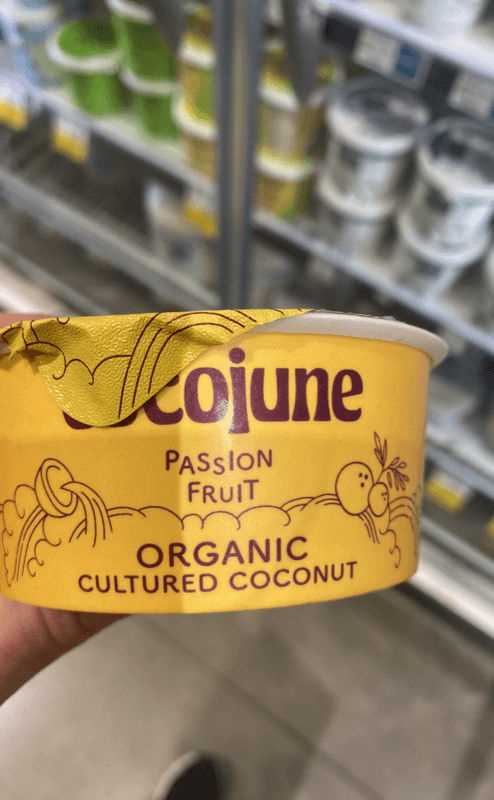 cojune
PASSION
FRUIT
ORGANIC
CULTURED COCONUT